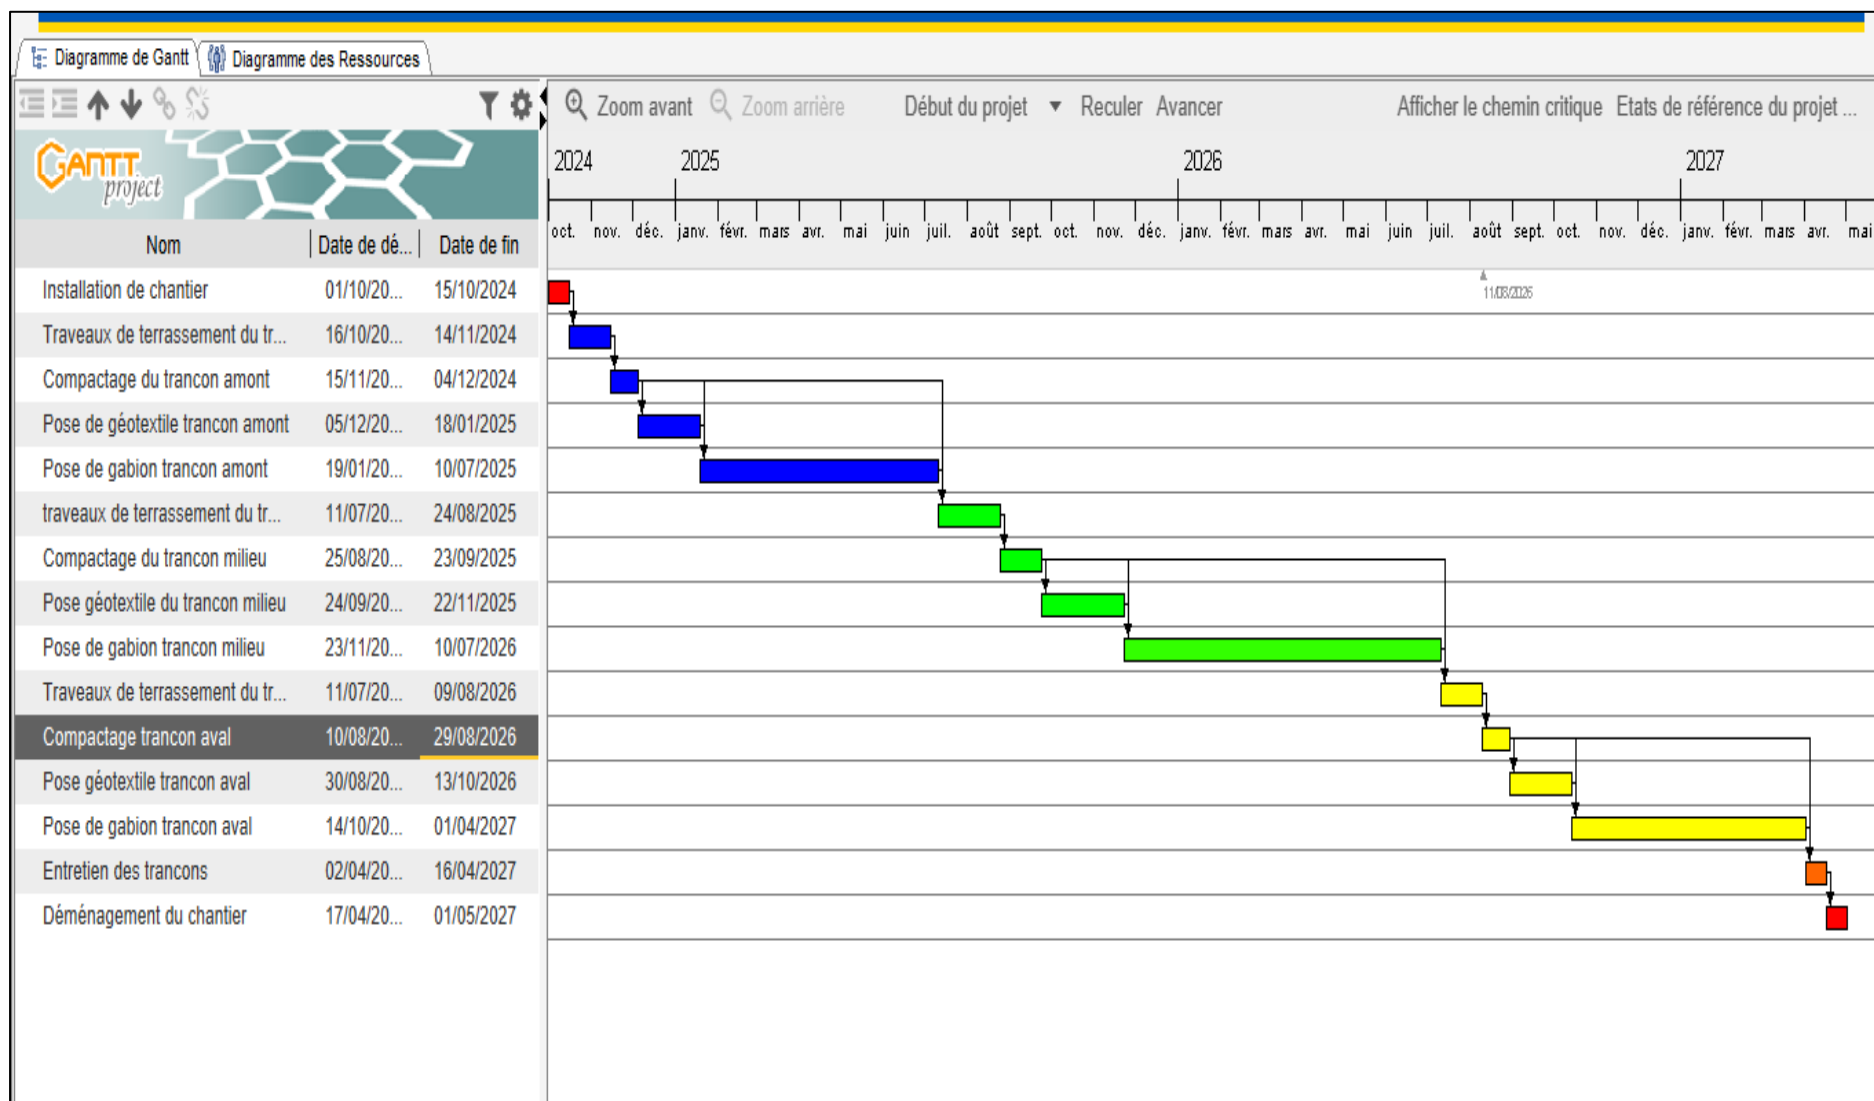 Diagramme de Gantt Diagramme des Ressources
Zoom avant Zoom arrière Début du projet Reculer Avancer Afficher le chemin critique Etats de référence du projet ...
GANTT project
2024 2025 2026 2027
oct. nov. déc. janv. févr. mars avr. mai juin juil. août sept. oct. nov. déc. janv. févr. mars avr. mai juin juil. août sept. oct. nov. déc. janv. févr. mars avr. mai
Nom Date de dé... Date de fin
11/08/2026
Installation de chantier 01/10/20... 15/10/2024
Traveaux de terrassement du tr... 16/10/20... 14/11/2024
Compactage du trancon amont 15/11/20... 04/12/2024
Pose de géotextile trancon amont 05/12/20... 18/01/2025
Pose de gabion trancon amont 19/01/20... 10/07/2025
traveaux de terrassement du tr... 11/07/20... 24/08/2025
Compactage du trancon milieu 25/08/20... 23/09/2025
Pose géotextile du trancon milieu 24/09/20... 22/11/2025
Pose de gabion trancon milieu 23/11/20... 10/07/2026
Traveaux de terrassement du tr... 11/07/20... 09/08/2026
Compactage trancon aval 10/08/20... 29/08/2026
Pose géotextile trancon aval 30/08/20... 13/10/2026
Pose de gabion trancon aval 14/10/20... 01/04/2027
Entretien des trancons 02/04/20... 16/04/2027
Déménagement du chantier 17/04/20... 01/05/2027